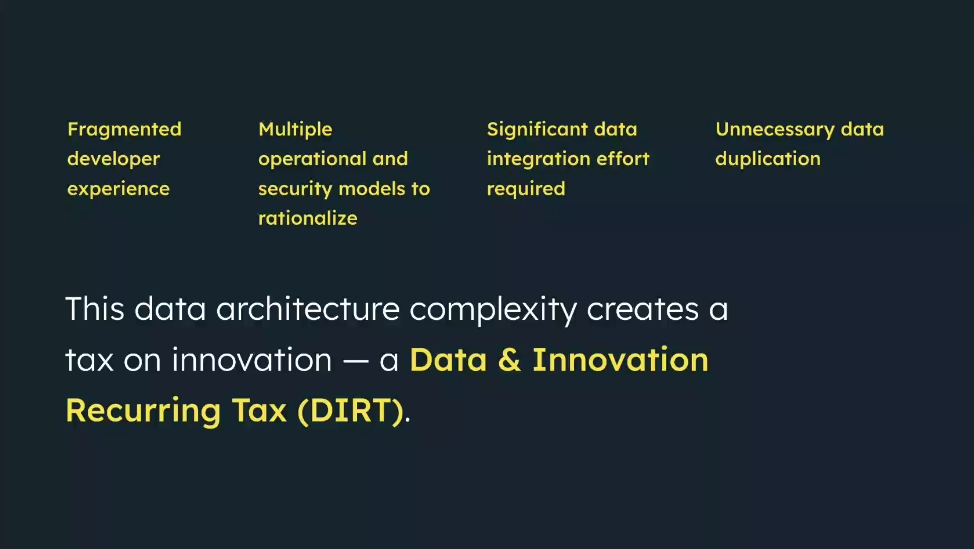 Fragmented
developer
experience
Multiple
operational and
security models to
rationalize
Significant data
integration effort
required
Unnecessary data
duplication
This data architecture complexity creates a
tax on innovation — a Data & Innovation
Recurring Tax (DIRT).